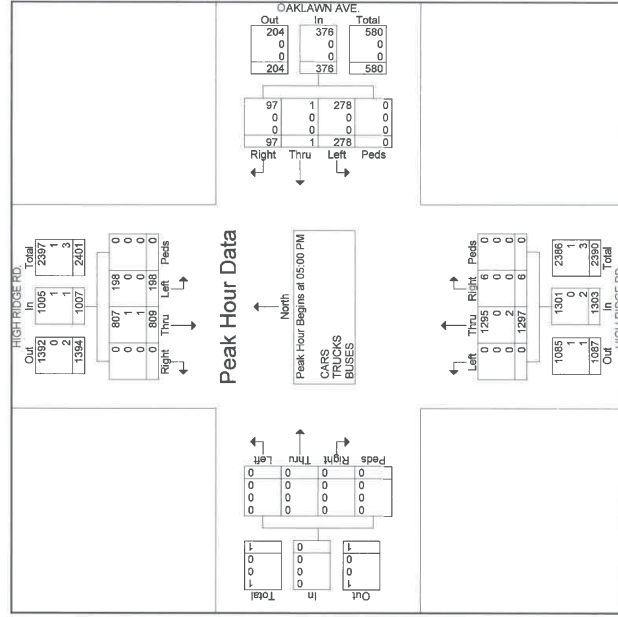 OAKLAWN AVE.
Out In Total
204 376 580
0 0 0
0 0 0
204 376 580
97 1 278 0
0 0 0 0
0 0 0 0
97 1 278 0
Right Thru Left Peds
HIGH RIDGE RD.
Out In Total
1392 1005 2397
0 1 1
2 1 3
1394 1007 2401
0 807 198 0
0 1 0 0
0 1 0 0
0 809 198 0
Right Thru Left Peds
Peak Hour Data
North
Peak Hour Begins at 05:00 PM
CARS
TRUCKS
BUSES
Left Thru Right Peds
0 1295 6 0
0 0 0 0
0 2 0 0
0 1297 6 0
1085 1301 2386
1 0 1
1 2 3
1087 1303 2390
Out In Total
HIGH RIDGE RD.
Left Thru Right Peds
0 0 0 0
0 0 0 0
0 0 0 0
0 0 0 0
1 0 1
0 0 0
0 0 0
1 0 1
Total In Out